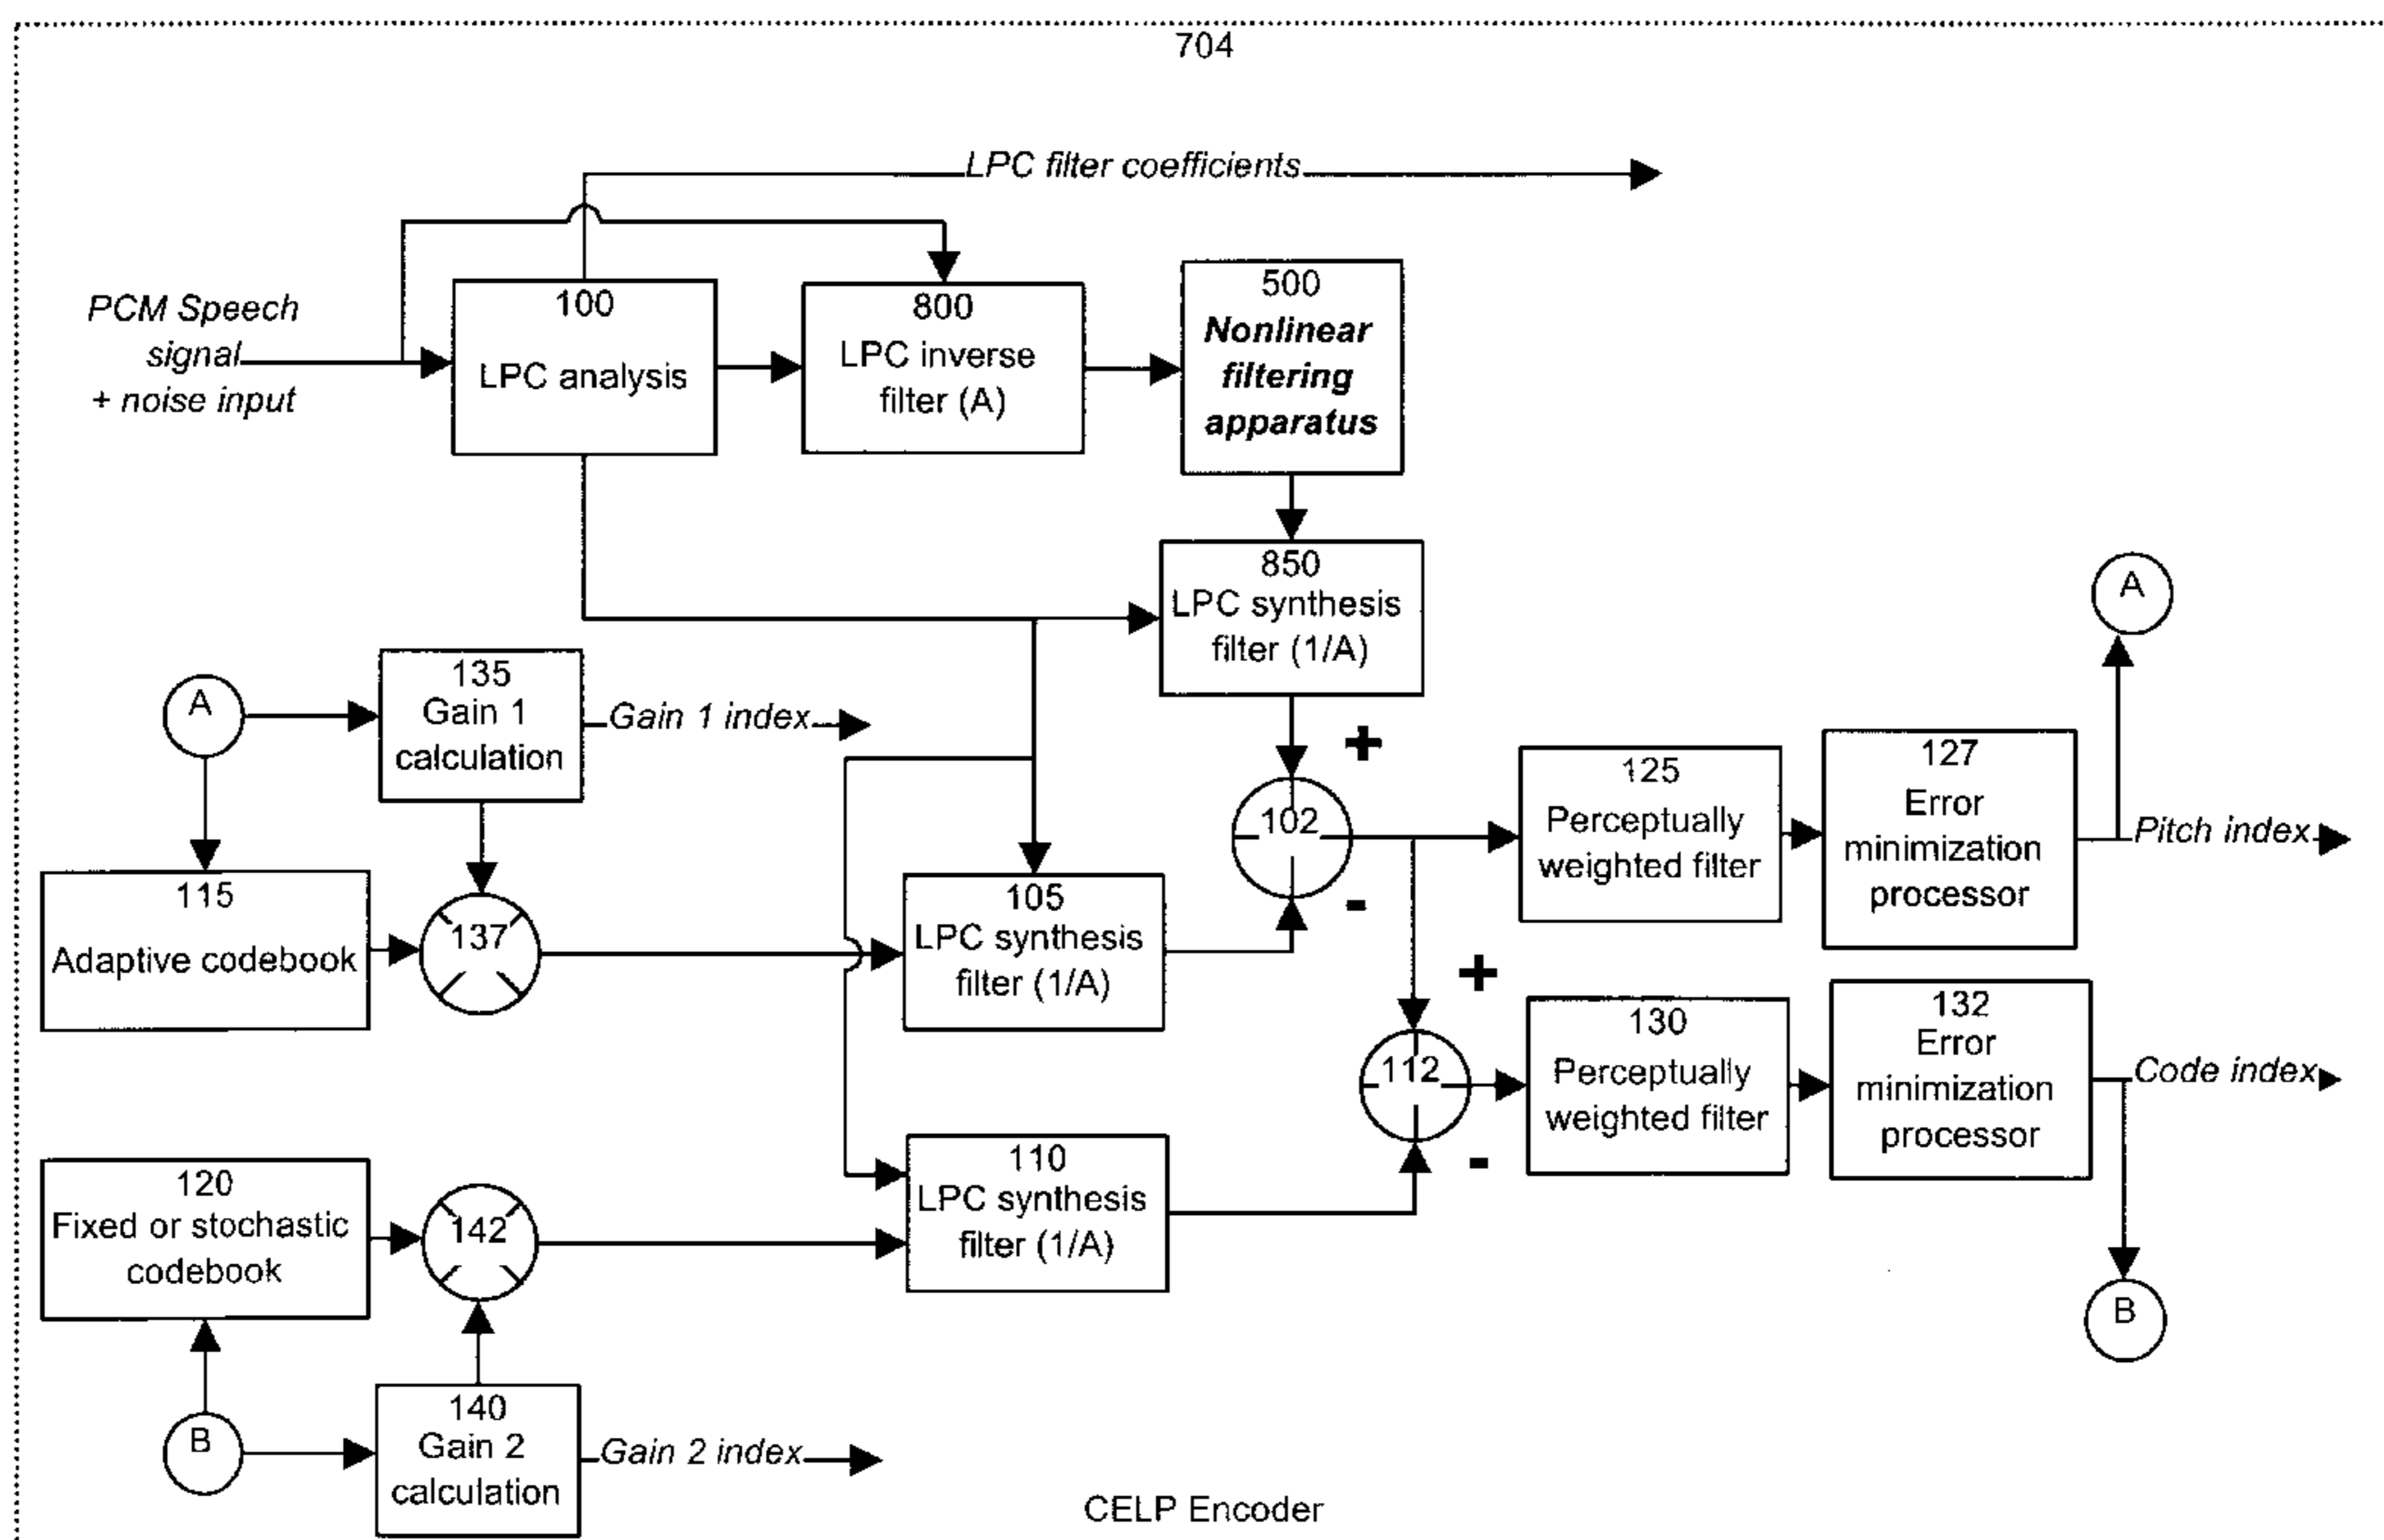 704
LPC filter coefficients
PCM Speech
signal
+ noise input
100
LPC analysis
800
LPC inverse
filter (A)
500
Nonlinear
filtering
apparatus
850
LPC synthesis
filter (1/A)
A
A
135
Gain 1
calculation
Gain 1 index
+
102
-
125
Perceptually
weighted filter
127
Error
minimization
processor
Pitch index
115
Adaptive codebook
137
105
LPC synthesis
filter (1/A)
+
112
-
130
Perceptually
weighted filter
132
Error
minimization
processor
Code index
120
Fixed or stochastic
codebook
142
110
LPC synthesis
filter (1/A)
B
B
140
Gain 2
calculation
Gain 2 index
CELP Encoder